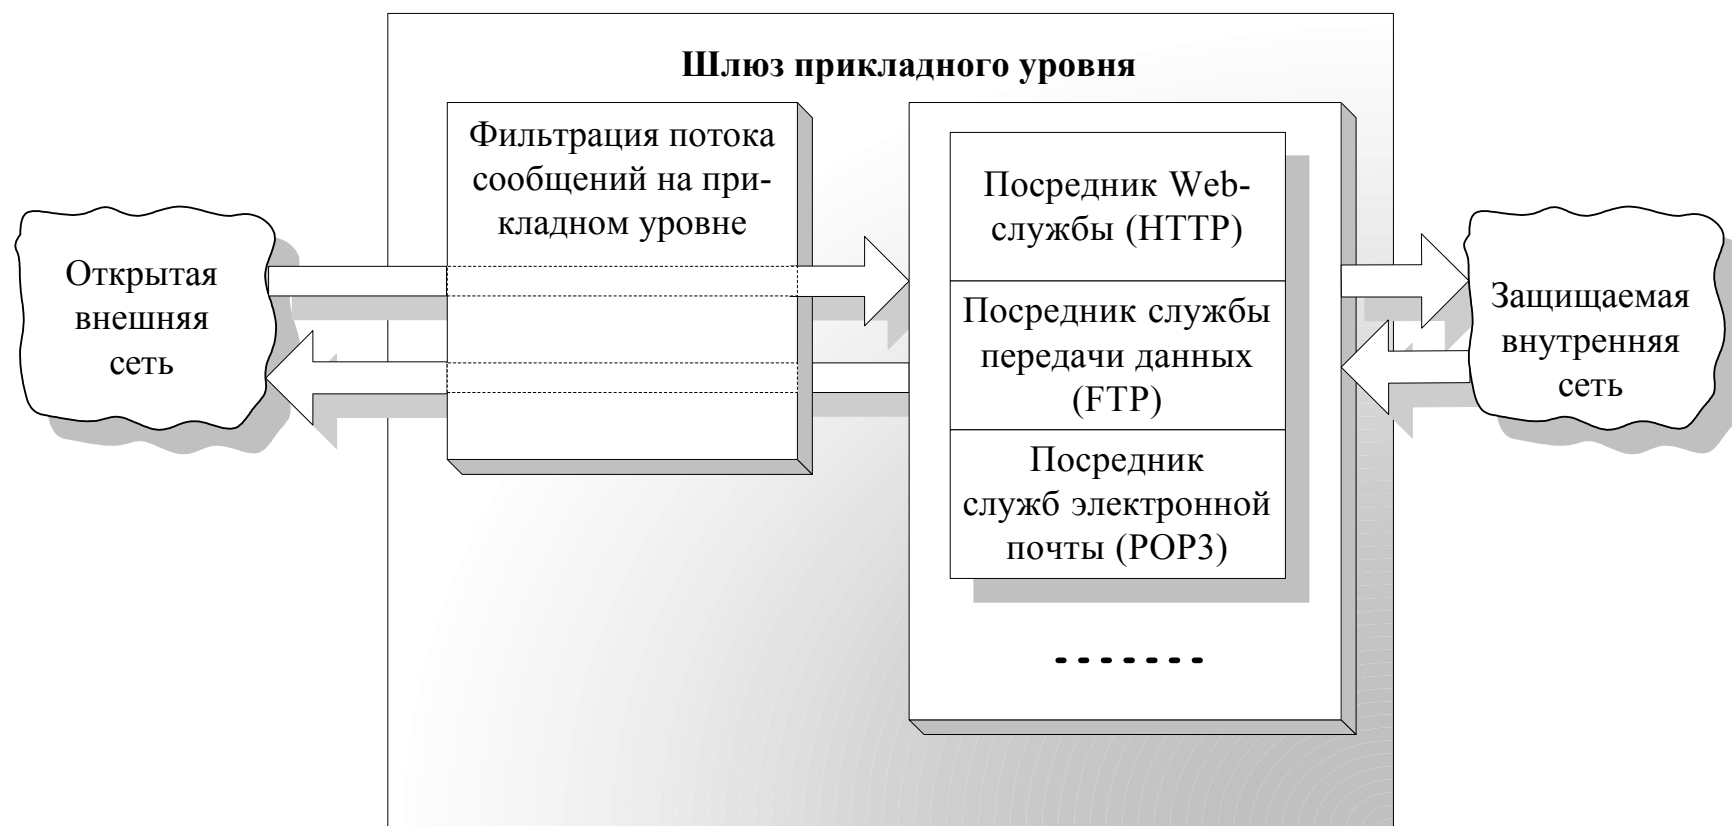 Шлюз прикладного уровня
Фильтрация потока
сообщений на при-
кладном уровне
Открытая
внешняя
сеть
Посредник Web-
службы (HTTP)
Посредник службы
передачи данных
(FTP)
Посредник
служб электронной
почты (POP3)
Защищаемая
внутренняя
сеть